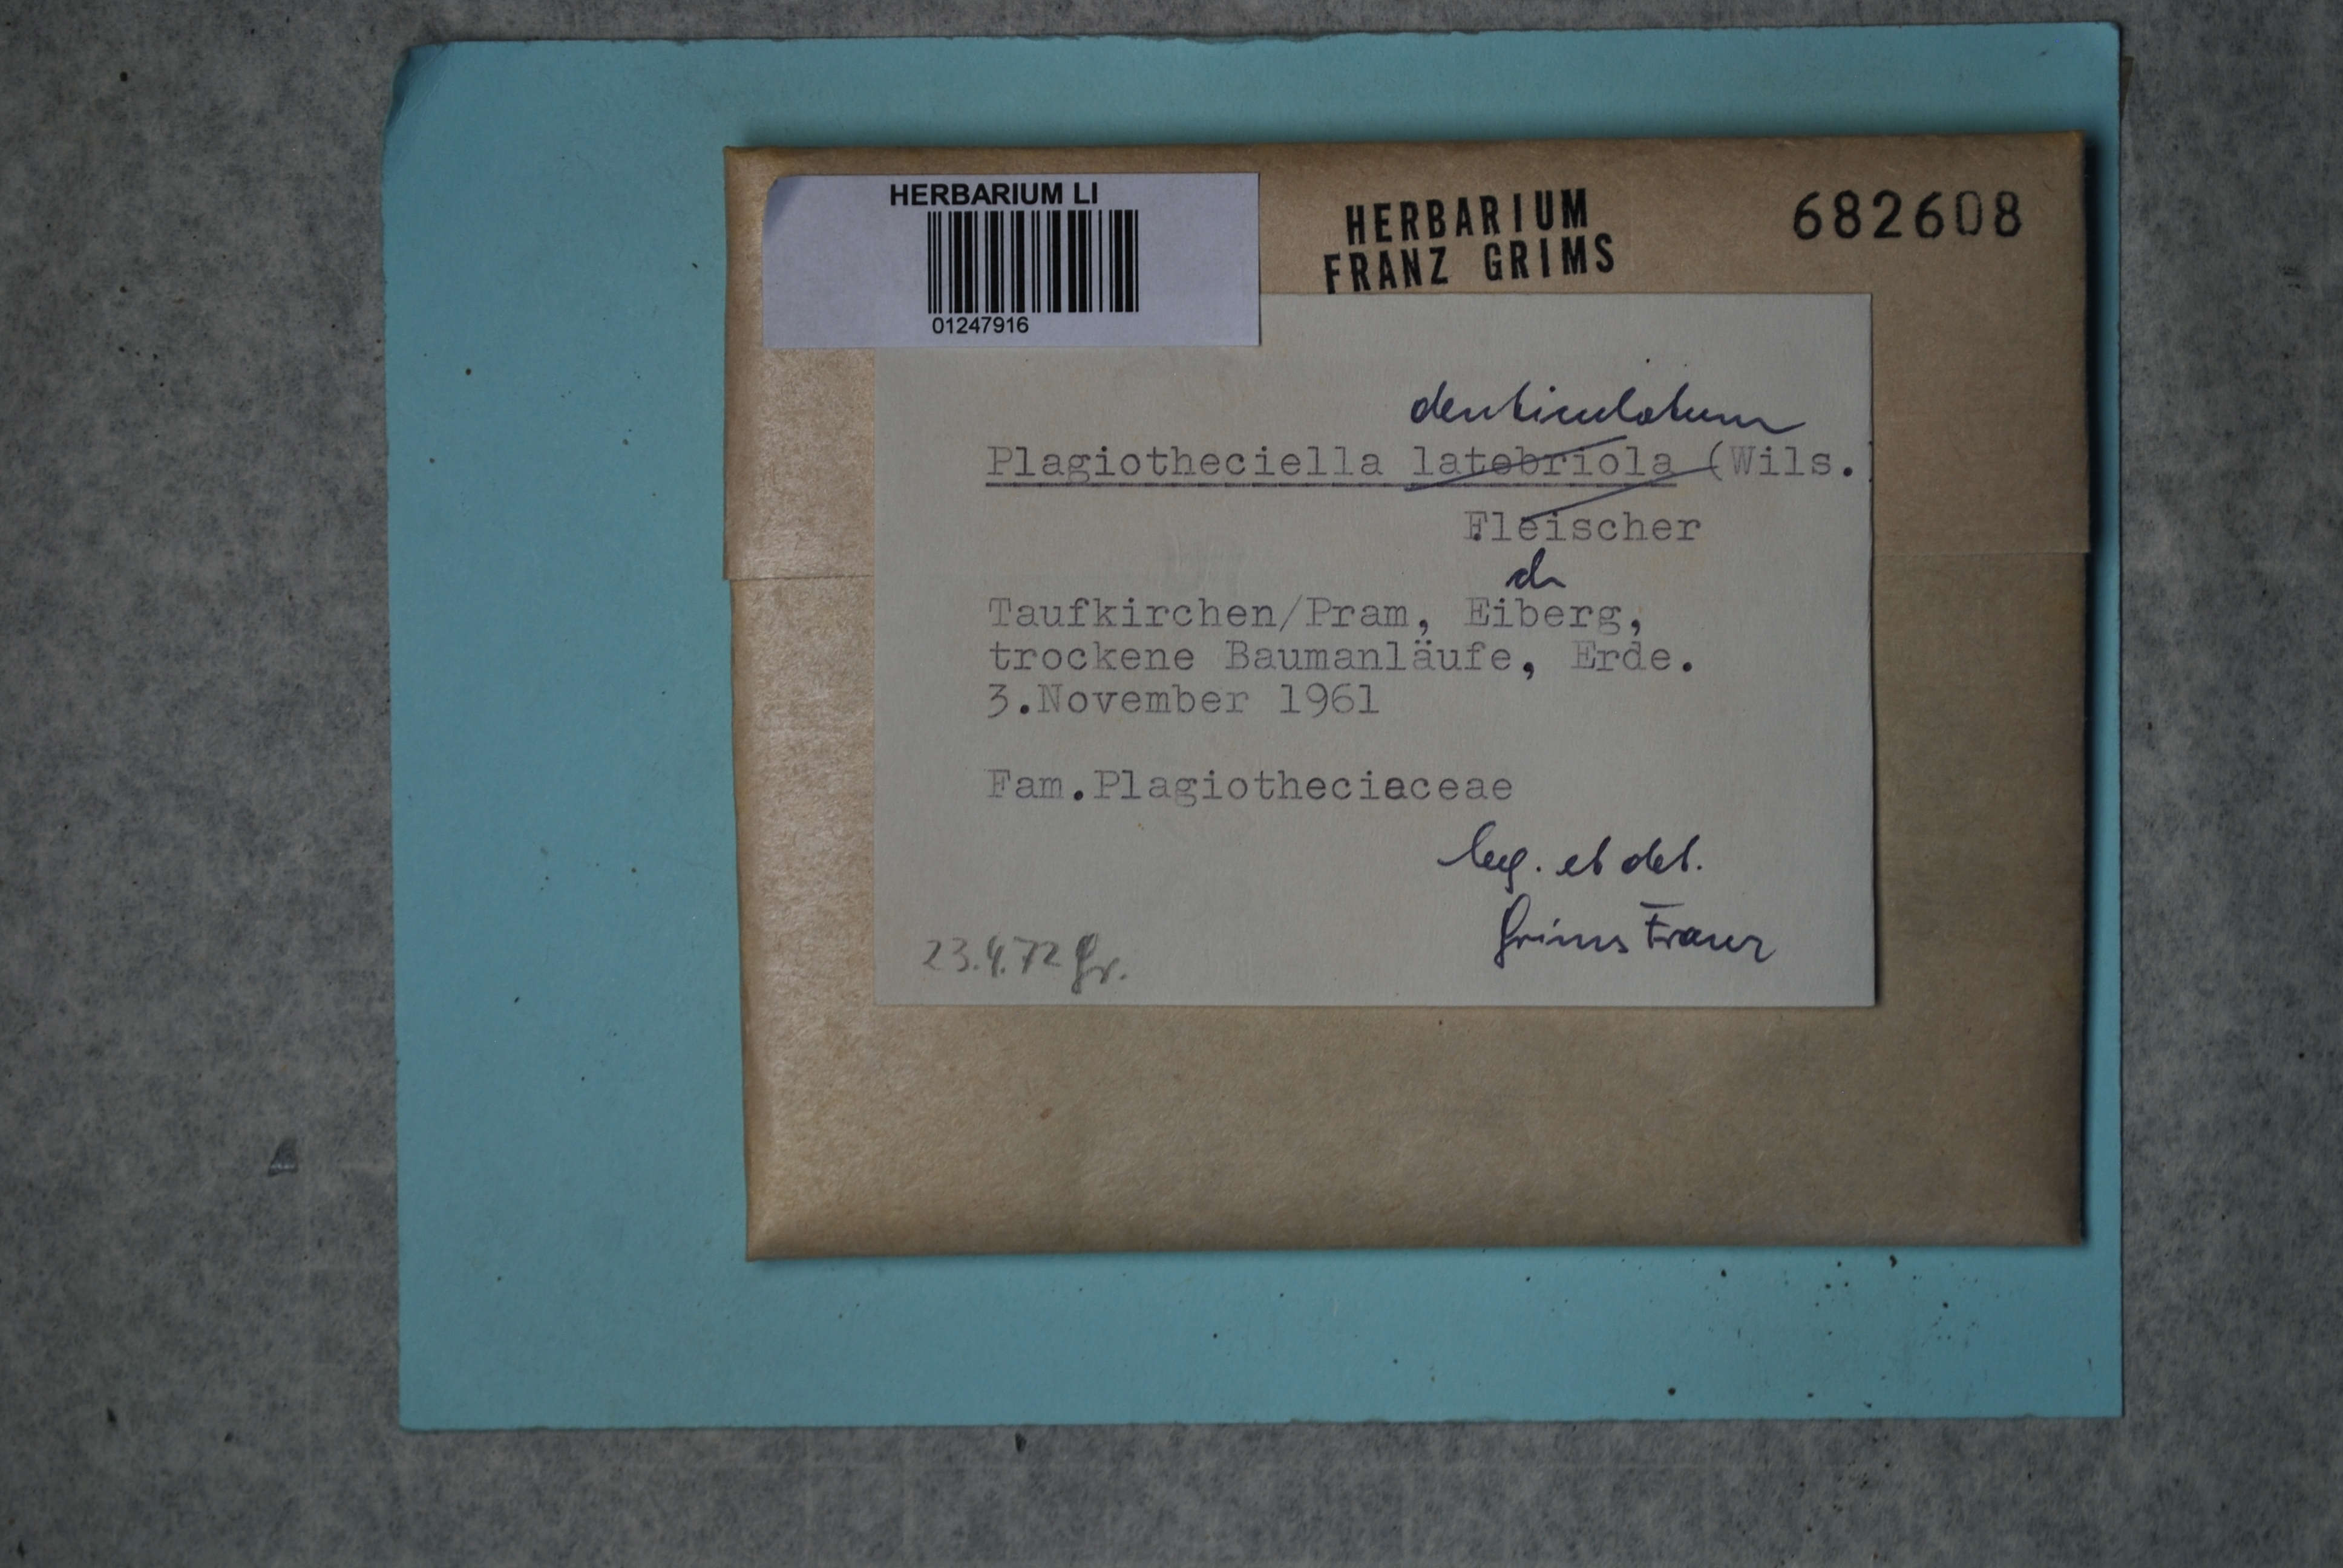 HERBARIUM LI
01247916
HERBARIUM
FRANZ GRIMS
682608
denticulatum
Plagiotheciella latebriola (Wils.
Fleischer
Taufkirchen/Pram, Eiberg,
trockene Baumanläufe, Erde.
3.November 1961
Fam.Plagiotheciaceae
leg. et det.
Grims Franz
23.4.72 Gr.